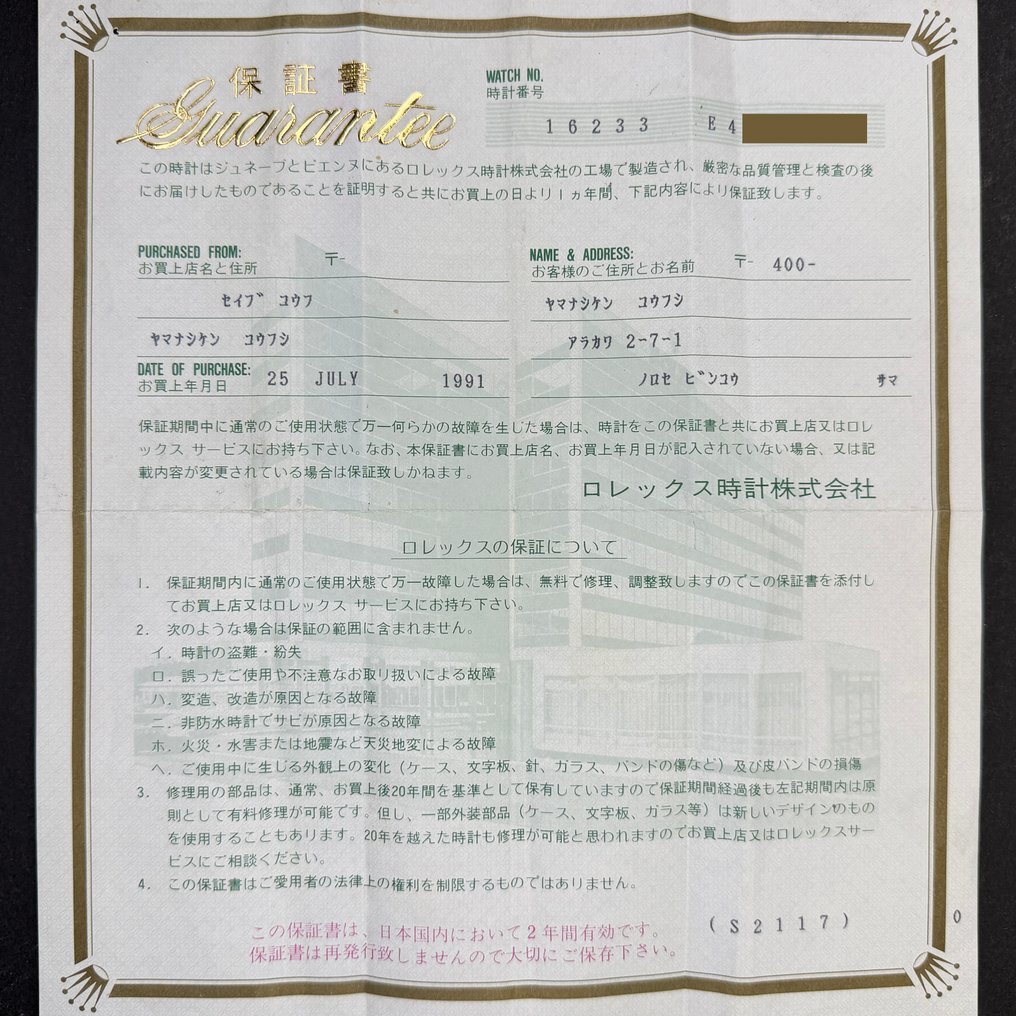 保証書
Guarantee
WATCH NO.
時計番号
16233 E4
この時計はジュネーブとビエンヌにあるロレックス時計株式会社の工場で製造され、厳密な品質管理と検査の後
にお届けしたものであることを証明すると共にお買上の日より1ヵ年間、下記内容により保証致します。
PURCHASED FROM:
お買上店名と住所 〒-
セイブ゛ コウフ
ヤマナシケン コウフシ
DATE OF PURCHASE:
お買上年月日 25 JULY 1991
NAME & ADDRESS:
お客様のご住所とお名前 〒- 400-
ヤマナシケン コウフシ
アラカワ 2-7-1
ノロセ ビ゛ンコウ サマ
保証期間中に通常のご使用状態で万一何らかの故障を生じた場合は、時計をこの保証書と共にお買上店又はロレ
ックス サービスにお持ち下さい。なお、本保証書にお買上店名、お買上年月日が記入されていない場合、又は記
載内容が変更されている場合は保証致しかねます。
ロレックス時計株式会社
ロレックスの保証について
1. 保証期間内に通常のご使用状態で万一故障した場合は、無料で修理、調整致しますのでこの保証書を添付し
てお買上店又はロレックス サービスにお持ち下さい。
2. 次のような場合は保証の範囲に含まれません。
イ. 時計の盗難・紛失
ロ. 誤ったご使用や不注意なお取り扱いによる故障
ハ. 変造、改造が原因となる故障
ニ. 非防水時計でサビが原因となる故障
ホ. 火災・水害または地震など天災地変による故障
ヘ. ご使用中に生じる外観上の変化（ケース、文字板、針、ガラス、バンドの傷など）及び皮バンドの損傷
3. 修理用の部品は、通常、お買上後20年間を基準として保有していますので保証期間経過後も左記期間内は原
則として有料修理が可能です。但し、一部外装部品（ケース、文字板、ガラス等）は新しいデザインのもの
を使用することもあります。20年を越えた時計も修理が可能と思われますのでお買上店又はロレックスサー
ビスにご相談ください。
4. この保証書はご愛用者の法律上の権利を制限するものではありません。
この保証書は、日本国内において2年間有効です。
保証書は再発行致しませんので大切にご保存下さい。
(S2117)
0